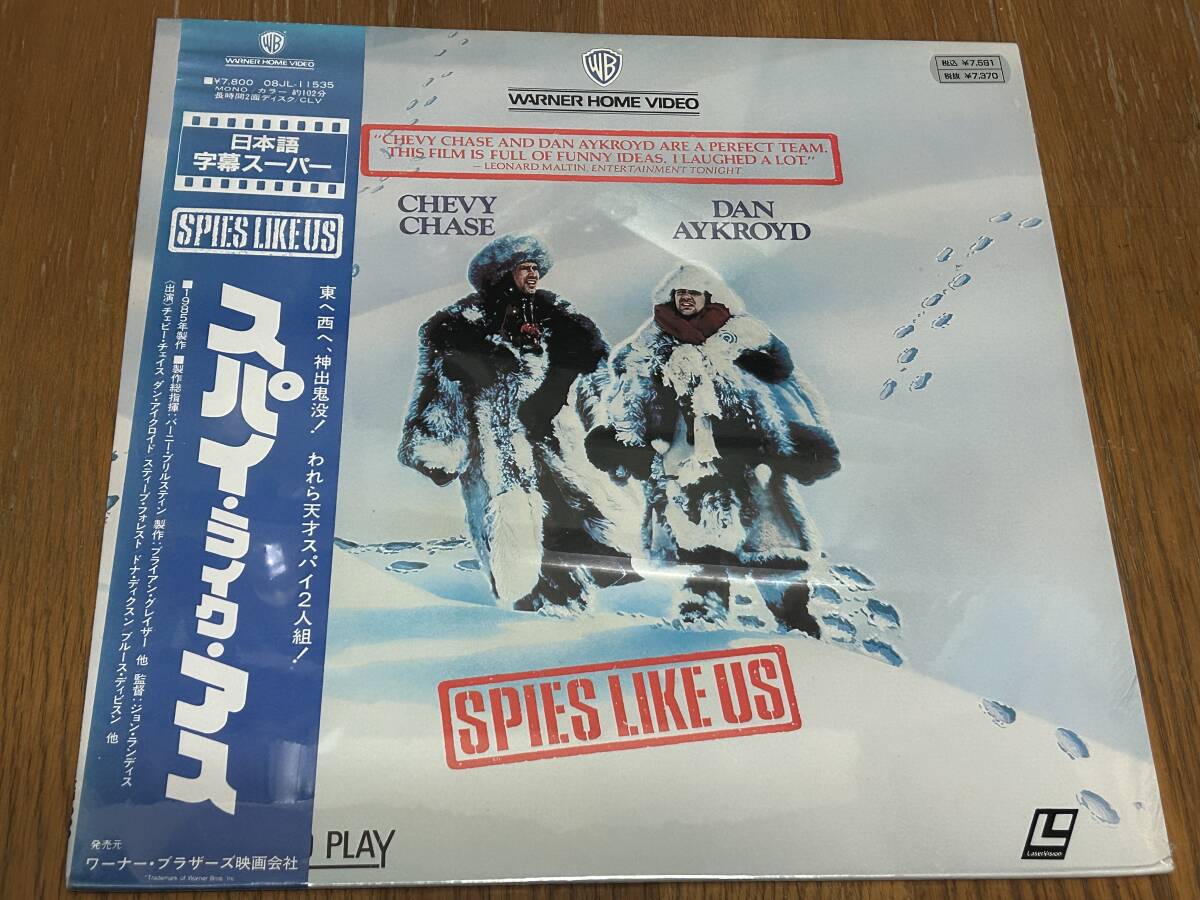 WB
WARNER HOME VIDEO
■¥7,800 08JL-11535
MONO カラー 約102分
長時間2面ディスク/CLV
日本語
字幕スーパー
SPIES LIKE US
スパイ・ライク・アス
■1985年製作 ■製作総指揮:バーニー・ブリルスティン 製作:ブライアン・グレイザー 他 監督:ジョン・ランディス
〈出演〉チェビー・チェイス ダン・アイクロイド スティーブ・フォレスト ドナ・ディクスン ブルース・デイビスン 他
発売元
ワーナー・ブラザーズ映画会社
*Trademark of Warner Bros. Inc.
WB
WARNER HOME VIDEO
税込 ¥7,591
税抜 ¥7,370
"CHEVY CHASE AND DAN AYKROYD ARE A PERFECT TEAM.
THIS FILM IS FULL OF FUNNY IDEAS. I LAUGHED A LOT."
– LEONARD MALTIN, ENTERTAINMENT TONIGHT
CHEVY
CHASE
DAN
AYKROYD
東へ西へ、神出鬼没! われら天才スパイ2人組!
SPIES LIKE US
PLAY
LaserVision